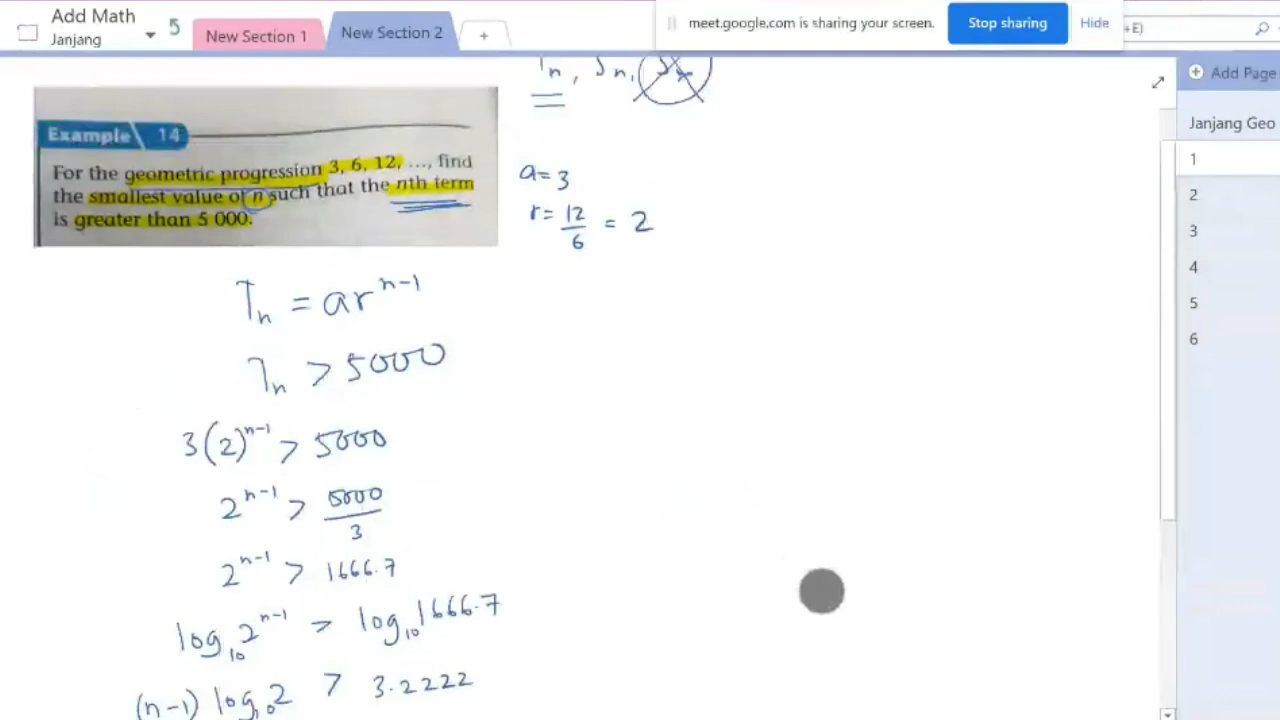 Add Math
Janjang
New Section 1
New Section 2
+
meet.google.com is sharing your screen.
Stop sharing
Hide
+E)
Add Page
Janjang Geo
1
2
3
4
5
6
Tn, Sn,
Example 14
For the geometric progression 3, 6, 12, ..., find
the smallest value of n such that the nth term
is greater than 5 000.
a = 3
r = 12/6 = 2
Tn = ar^(n-1)
Tn > 5000
3(2)^(n-1) > 5000
2^(n-1) > 5000/3
2^(n-1) > 1666.7
log₁₀ 2^(n-1) > log₁₀ 1666.7
(n-1) log₁₀ 2 > 3.2222